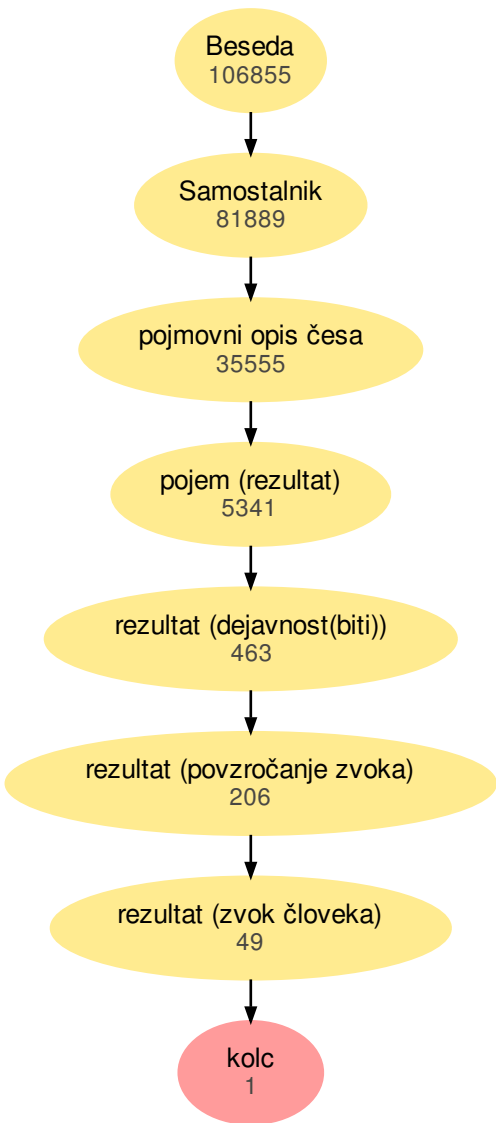 Beseda
106855
Samostalnik
81889
pojmovni opis česa
35555
pojem (rezultat)
5341
rezultat (dejavnost(biti))
463
rezultat (povzročanje zvoka)
206
rezultat (zvok človeka)
49
kolc
1